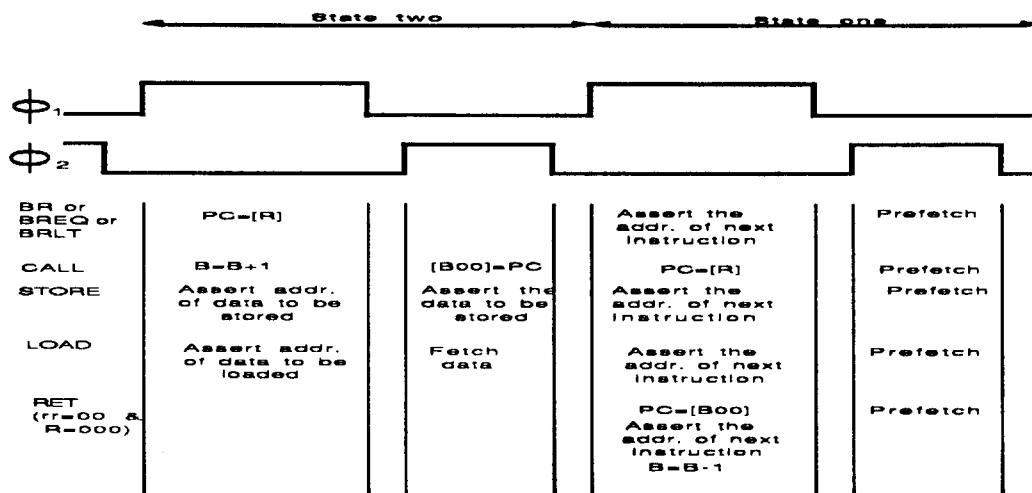 State two State one
Φ1
Φ2
BR or
BREQ or
BRLT
PC=[R]
Assert the
addr. of next
instruction
Prefetch
CALL
B=B+1
[B00]=PC
PC=[R]
Prefetch
STORE
Assert addr.
of data to be
stored
Assert the
data to be
stored
Assert the
addr. of next
instruction
Prefetch
LOAD
Assert addr.
of data to be
loaded
Fetch
data
Assert the
addr. of next
instruction
Prefetch
RET
(rr=00 &
R=000)
PC=[B00]
Assert the
addr. of next
instruction
B=B-1
Prefetch